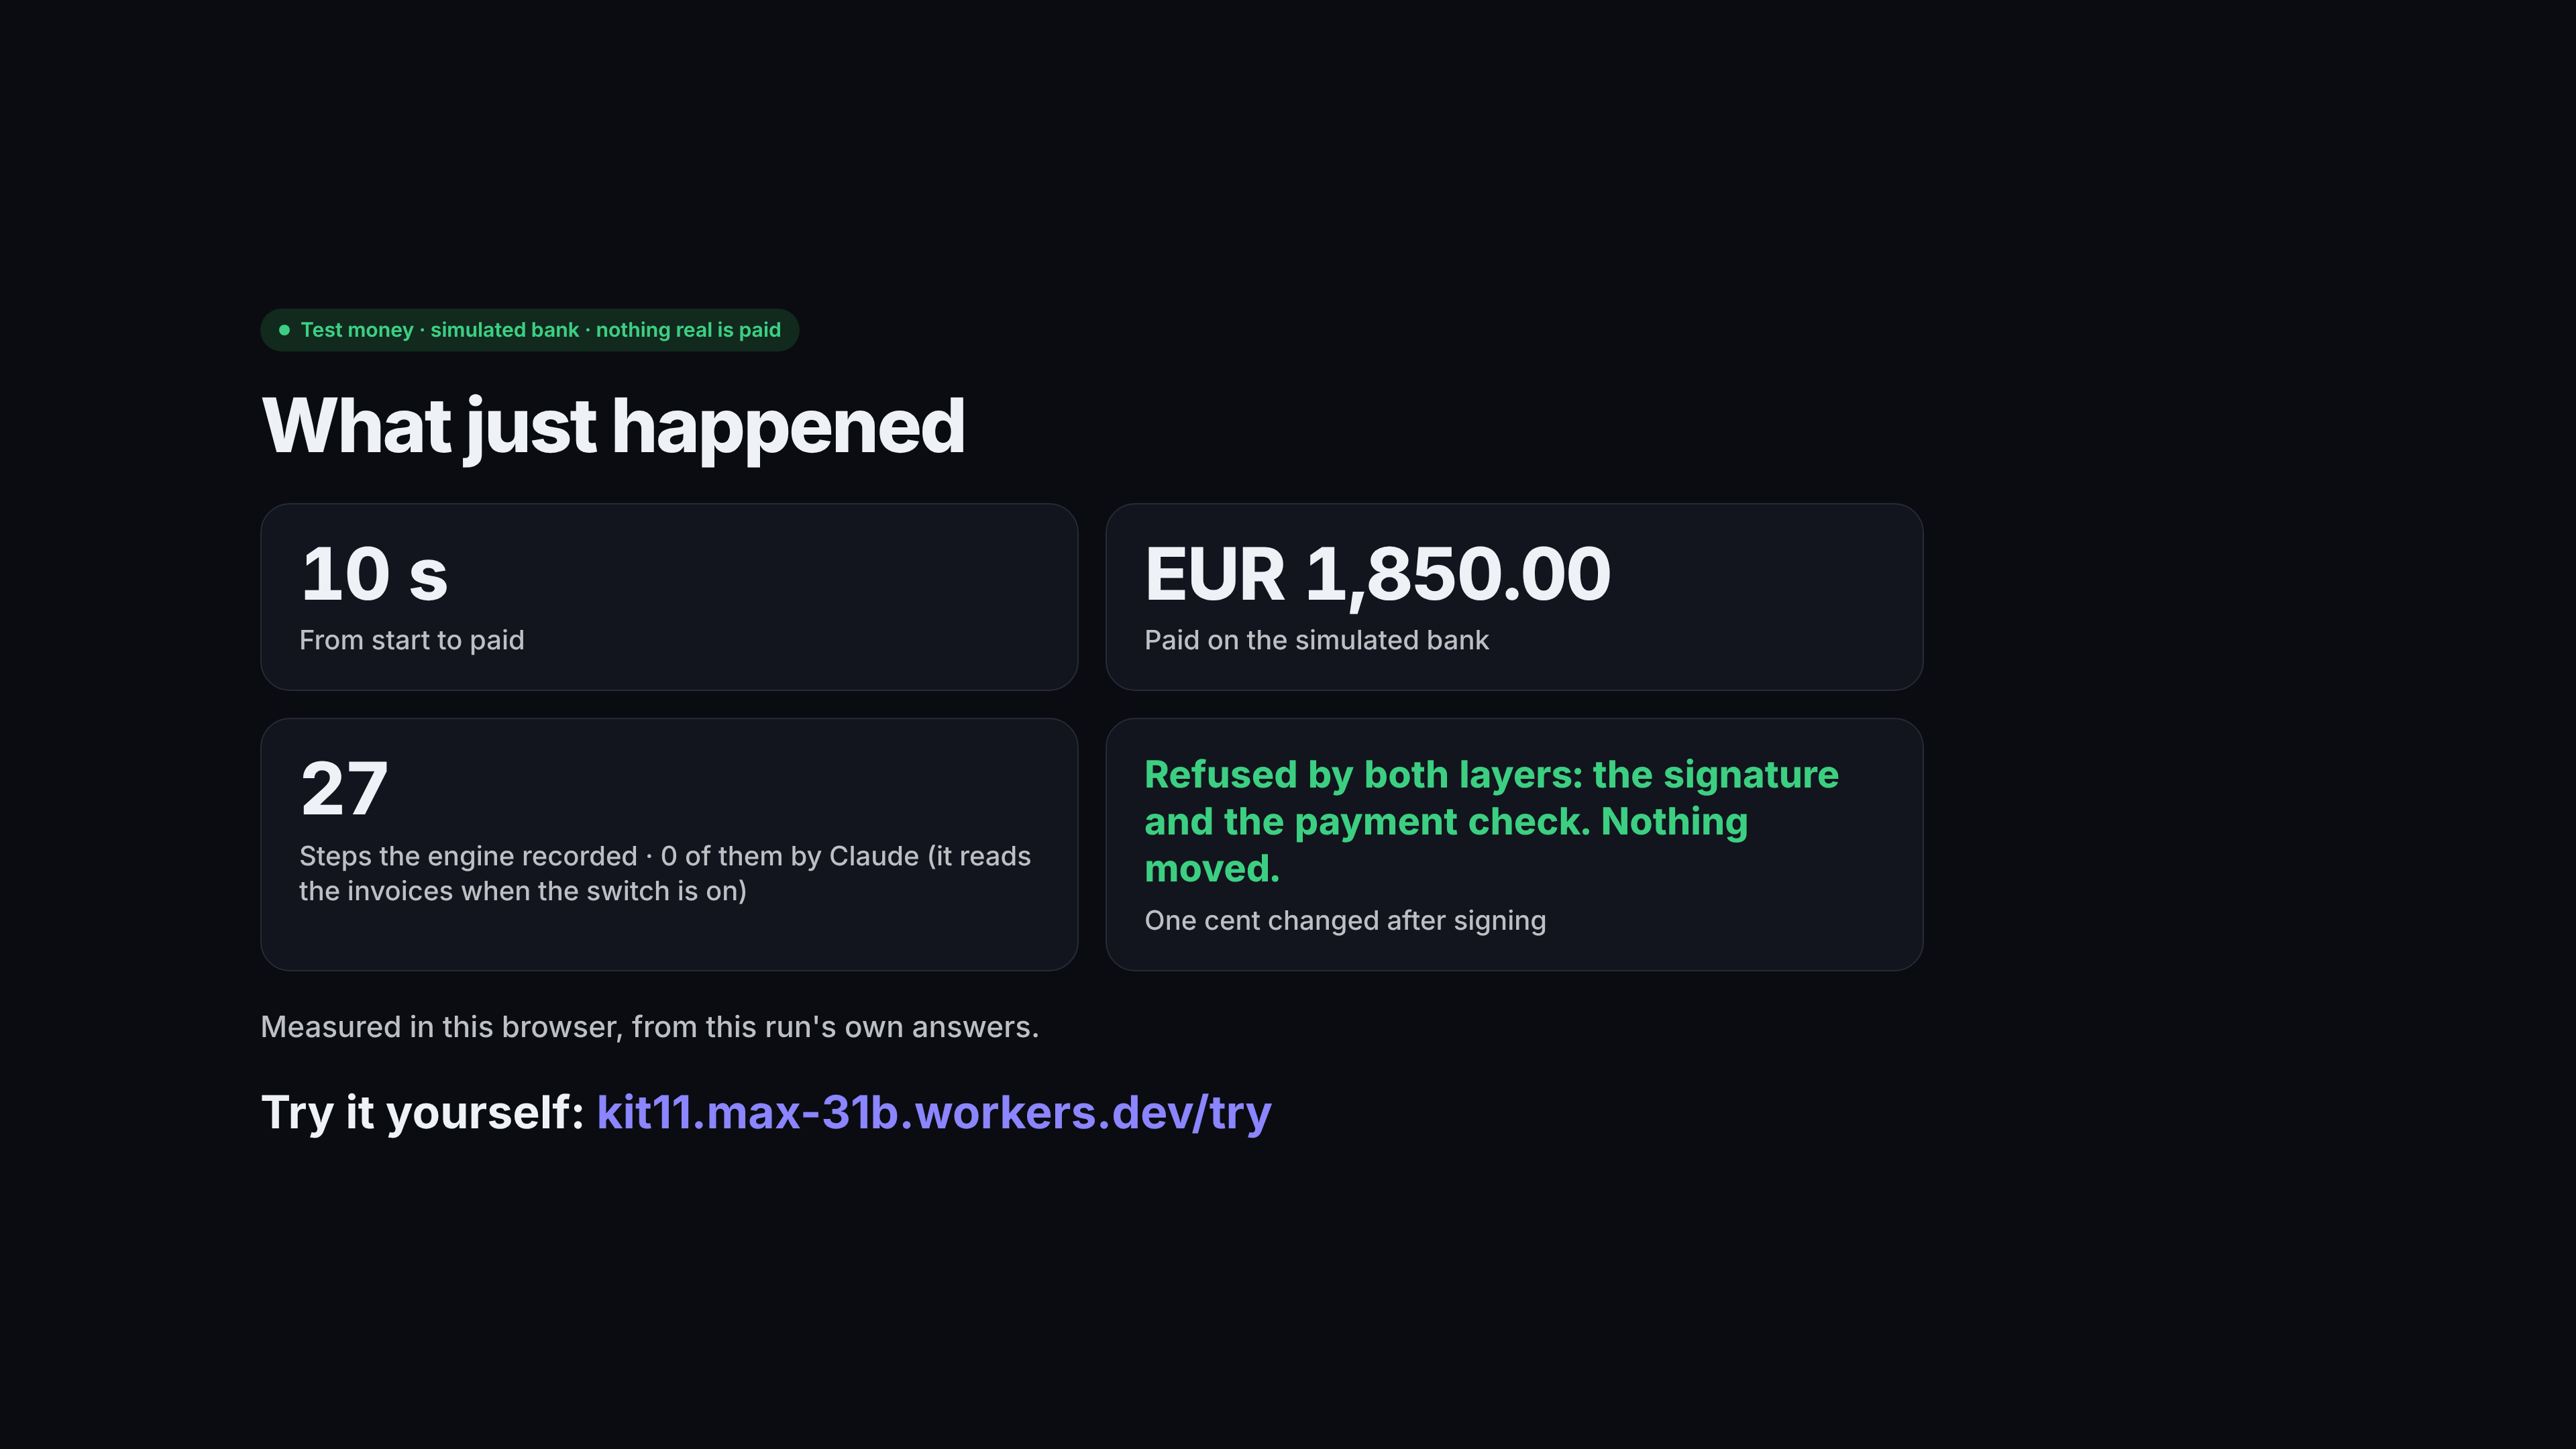 Test money · simulated bank · nothing real is paid
What just happened
10 s
From start to paid
EUR 1,850.00
Paid on the simulated bank
27
Steps the engine recorded · 0 of them by Claude (it reads
the invoices when the switch is on)
Refused by both layers: the signature
and the payment check. Nothing
moved.
One cent changed after signing
Measured in this browser, from this run's own answers.
Try it yourself: kit11.max-31b.workers.dev/try